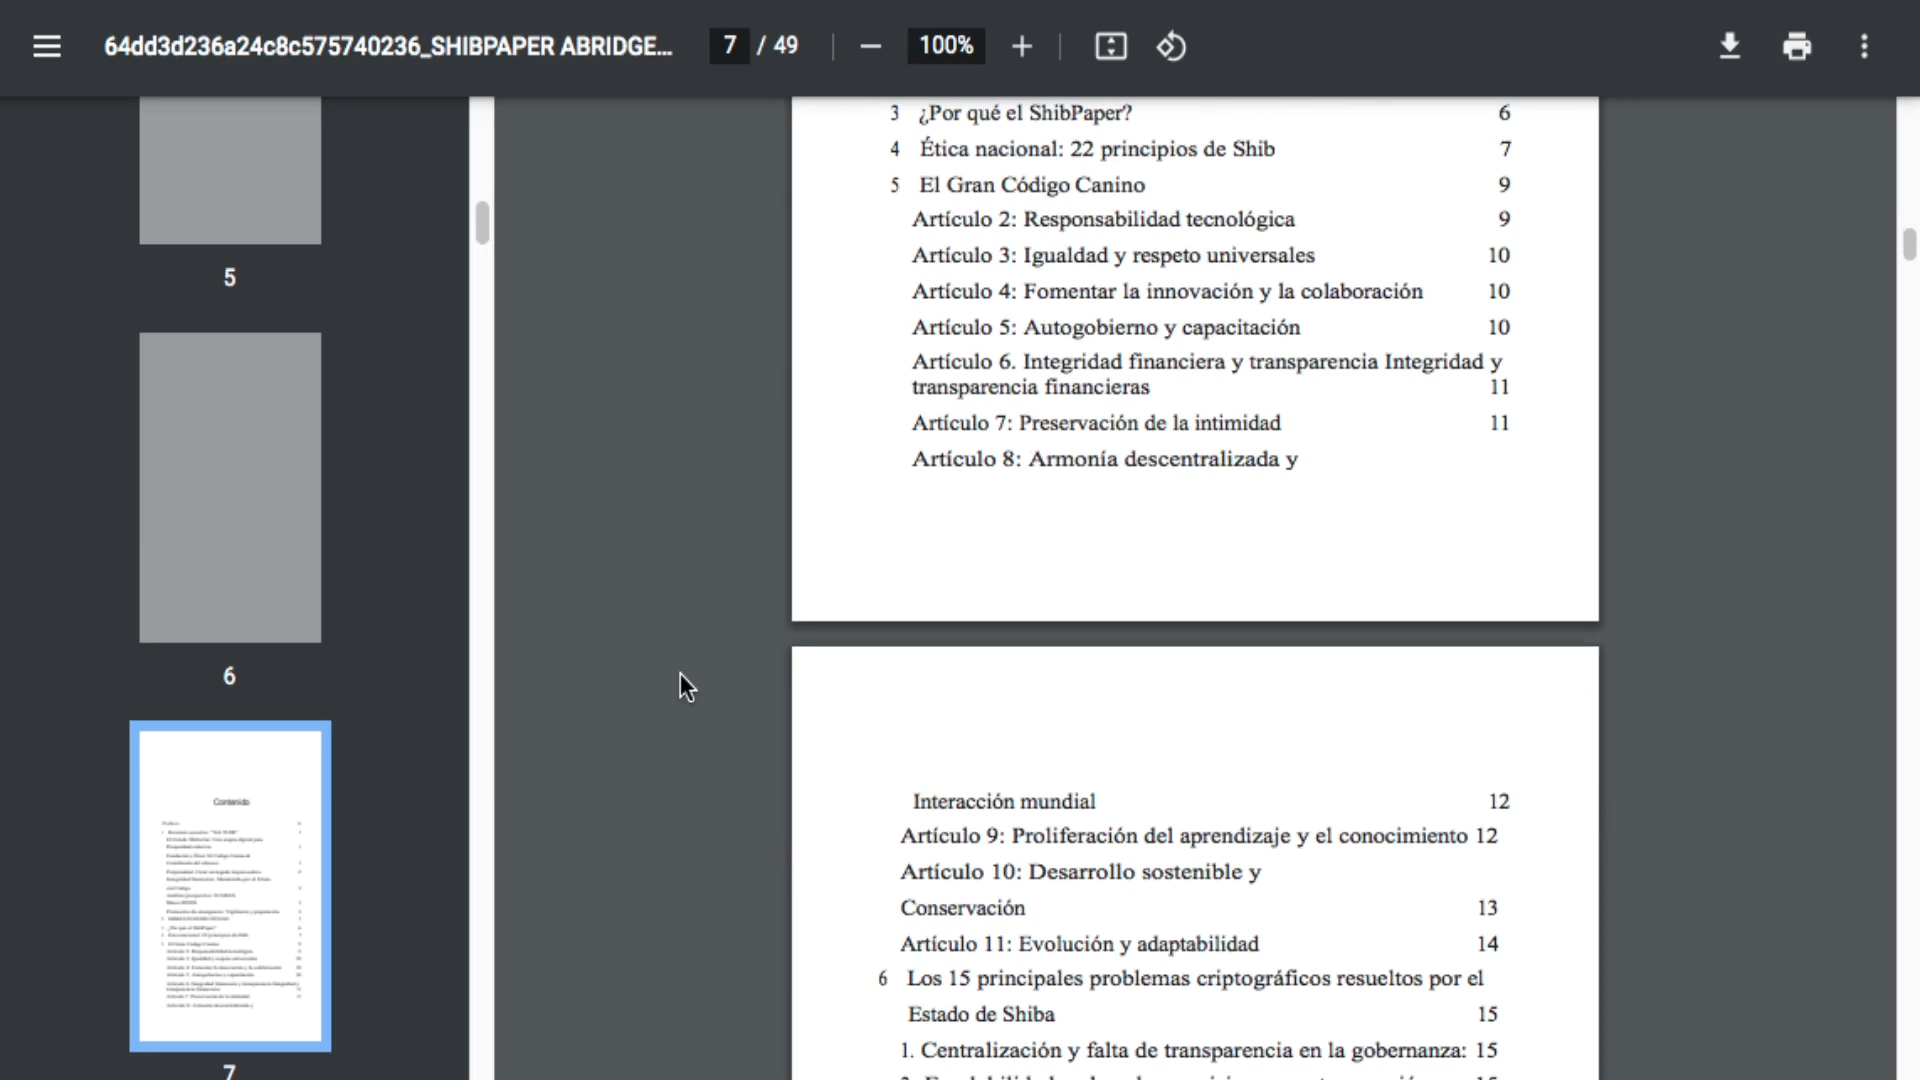 64dd3d236a24c8c575740236_SHIBPAPER ABRIDGE...
7 / 49
100%
5
6
Contenido
7
3 ¿Por qué el ShibPaper? 6
4 Ética nacional: 22 principios de Shib 7
5 El Gran Código Canino 9
Artículo 2: Responsabilidad tecnológica 9
Artículo 3: Igualdad y respeto universales 10
Artículo 4: Fomentar la innovación y la colaboración 10
Artículo 5: Autogobierno y capacitación 10
Artículo 6. Integridad financiera y transparencia Integridad y
transparencia financieras 11
Artículo 7: Preservación de la intimidad 11
Artículo 8: Armonía descentralizada y
Interacción mundial 12
Artículo 9: Proliferación del aprendizaje y el conocimiento 12
Artículo 10: Desarrollo sostenible y
Conservación 13
Artículo 11: Evolución y adaptabilidad 14
6 Los 15 principales problemas criptográficos resueltos por el
Estado de Shiba 15
1. Centralización y falta de transparencia en la gobernanza: 15